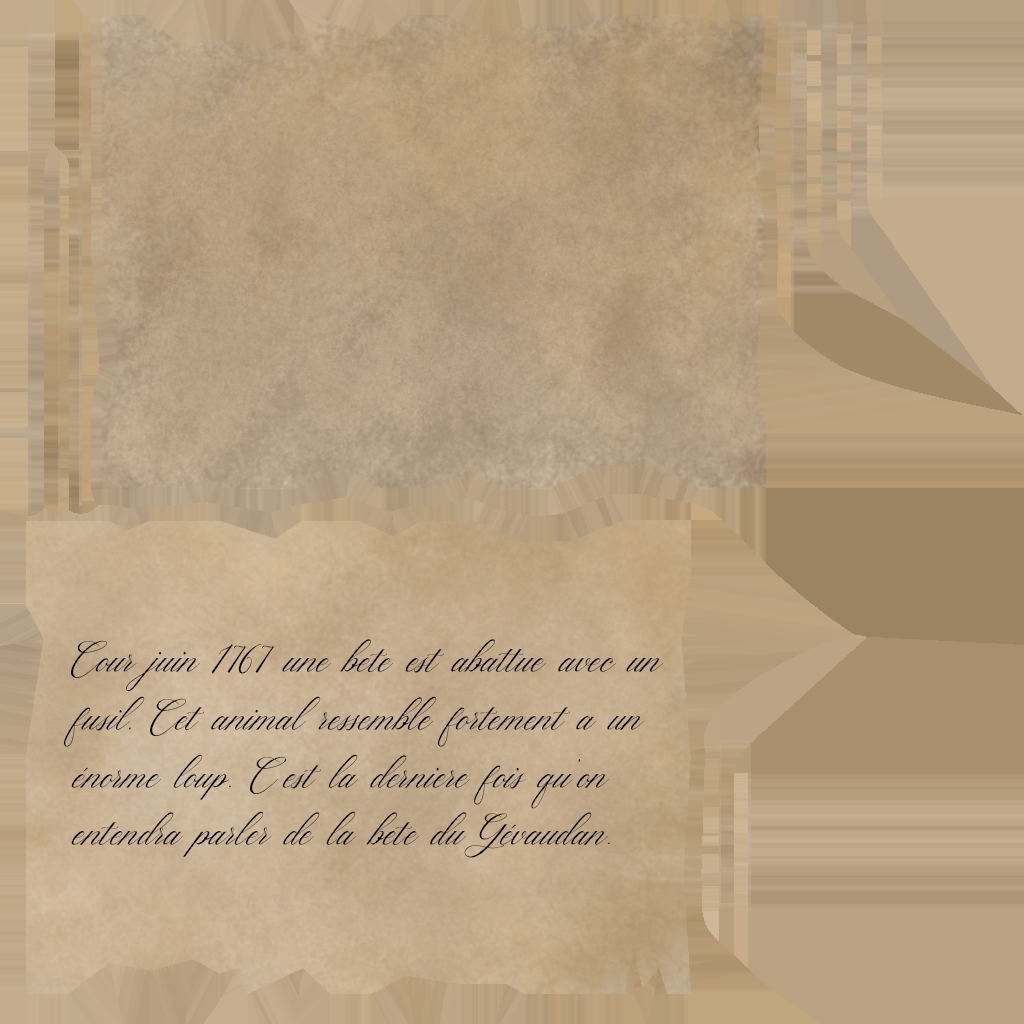 Cour juin 1767 une bete est abattue avec un
fusil. Cet animal ressemble fortement a un
énorme loup. C est la derniere fois qu'on
entendra parler de la bete du Gévaudan.